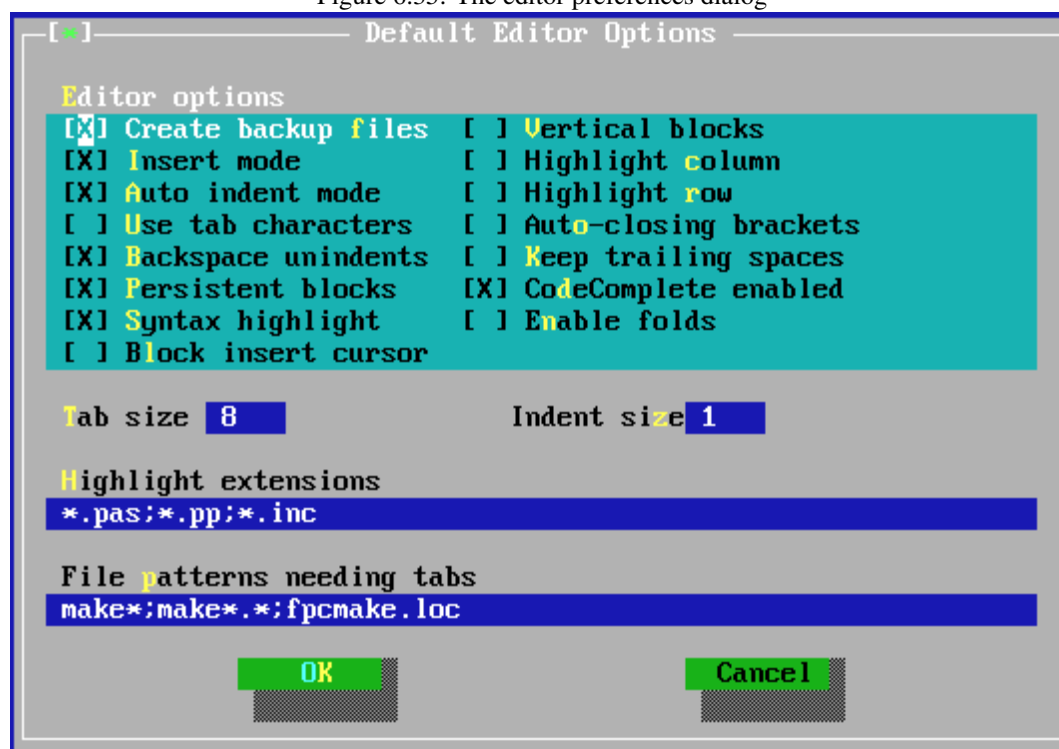 Figure 6.35: The editor preferences dialog
[*] Default Editor Options
Editor options
[X] Create backup files [ ] Vertical blocks
[X] Insert mode [ ] Highlight column
[X] Auto indent mode [ ] Highlight row
[ ] Use tab characters [ ] Auto-closing brackets
[X] Backspace unindents [ ] Keep trailing spaces
[X] Persistent blocks [X] CodeComplete enabled
[X] Syntax highlight [ ] Enable folds
[ ] Block insert cursor
Tab size 8 Indent size 1
Highlight extensions
*.pas;*.pp;*.inc
File patterns needing tabs
make*;make*.*;fpcmake.loc
OK Cancel